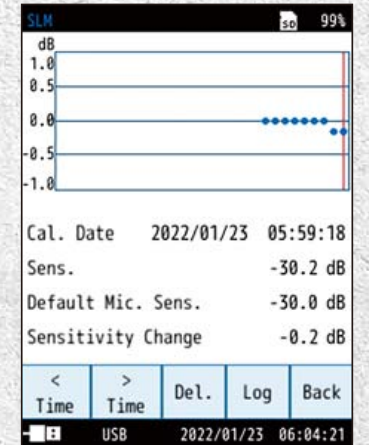 SLM SD 99%
dB
1.0
0.5
0.0
-0.5
-1.0
Cal. Date 2022/01/23 05:59:18
Sens. -30.2 dB
Default Mic. Sens. -30.0 dB
Sensitivity Change -0.2 dB
< > Del. Log Back
Time Time
USB 2022/01/23 06:04:21